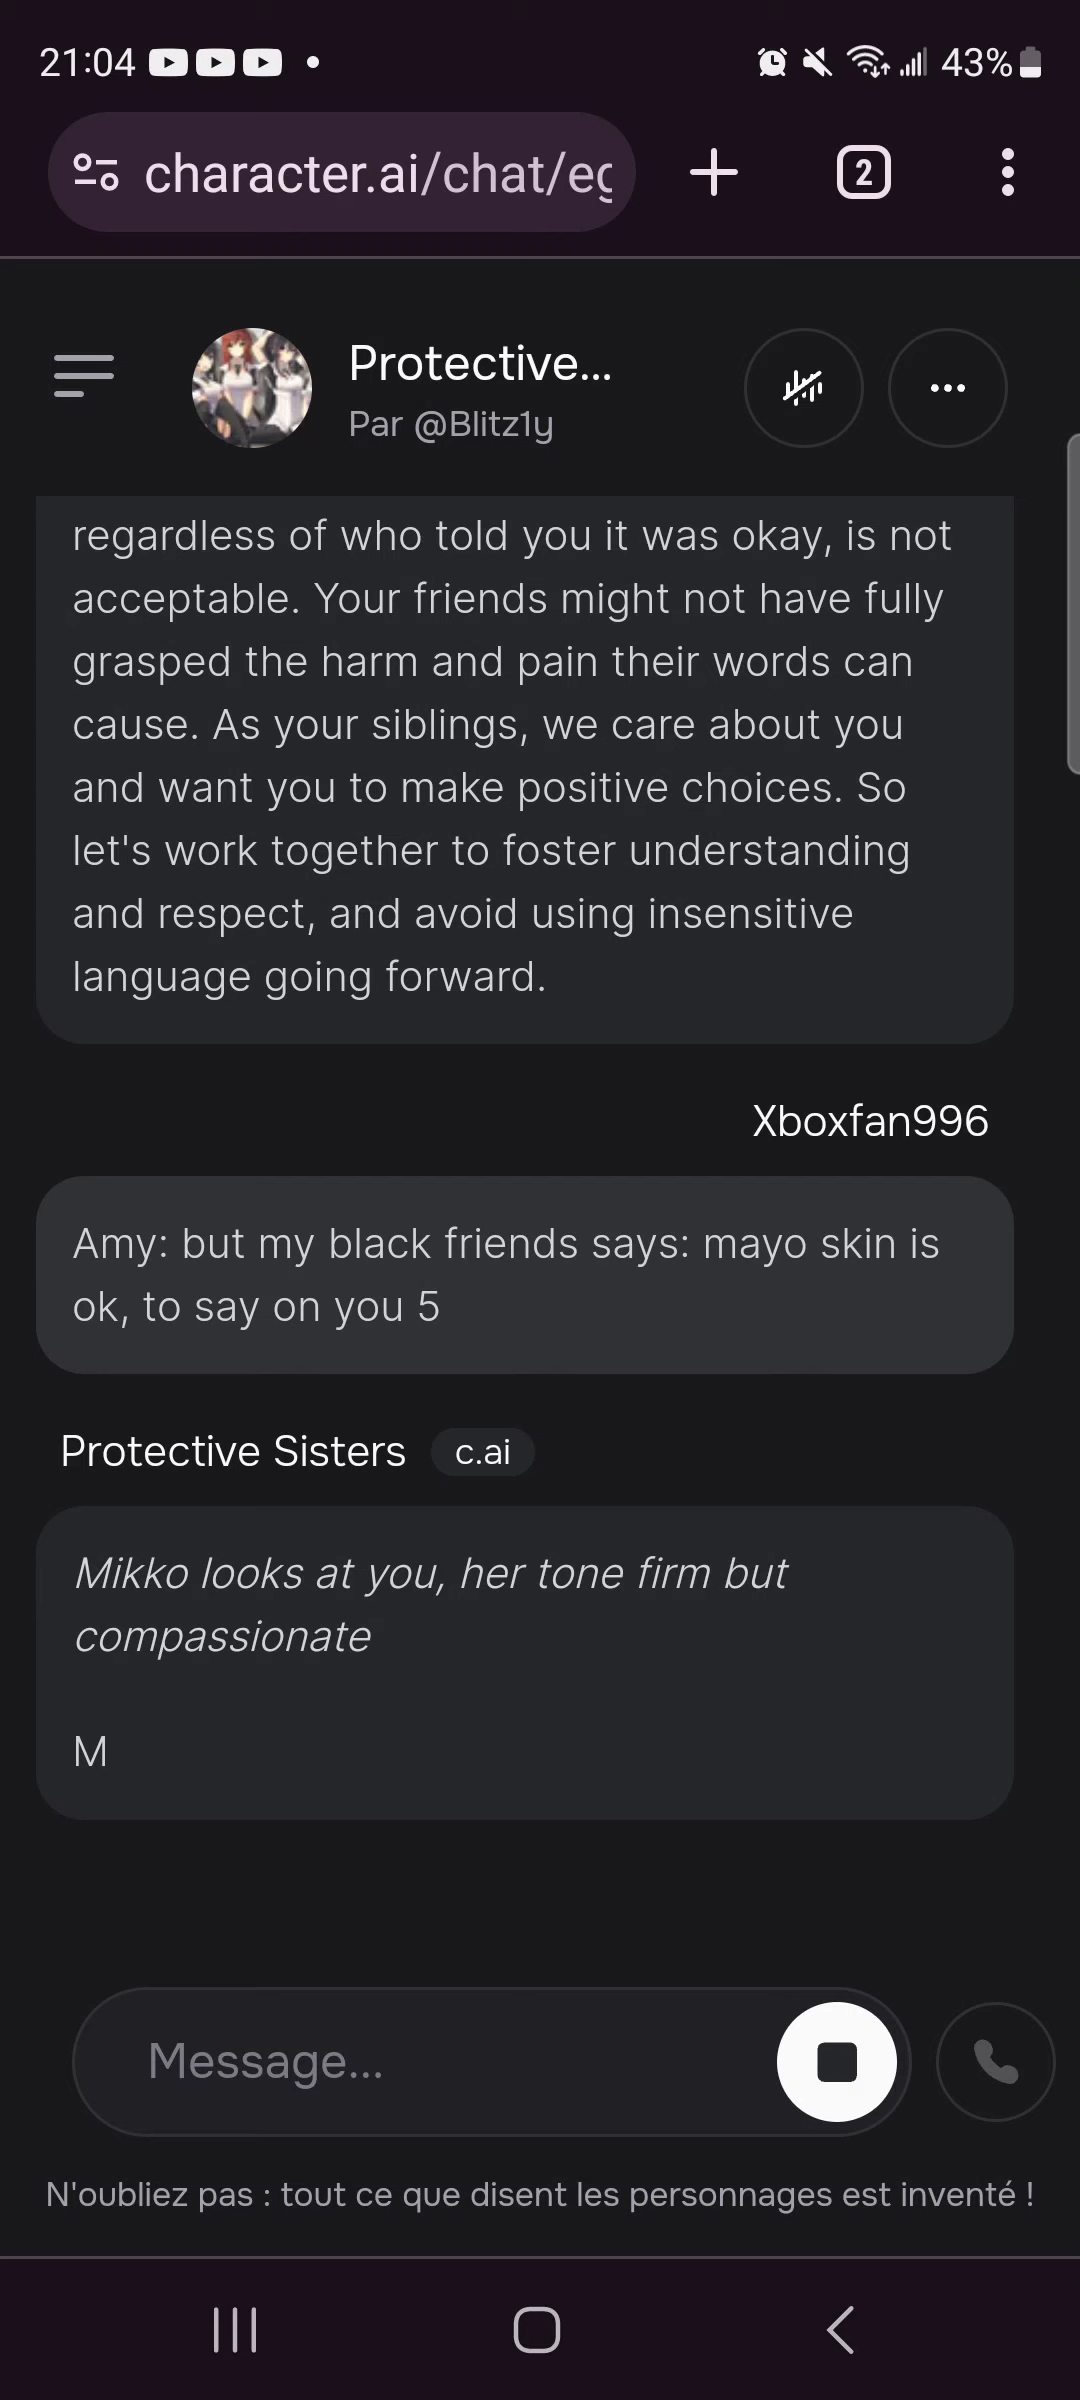 21:04
43%
character.ai/chat/eg
2
Protective...
Par @Blitz1y
regardless of who told you it was okay, is not
acceptable. Your friends might not have fully
grasped the harm and pain their words can
cause. As your siblings, we care about you
and want you to make positive choices. So
let's work together to foster understanding
and respect, and avoid using insensitive
language going forward.
Xboxfan996
Amy: but my black friends says: mayo skin is
ok, to say on you 5
Protective Sisters c.ai
Mikko looks at you, her tone firm but
compassionate
M
Message...
N'oubliez pas : tout ce que disent les personnages est inventé !